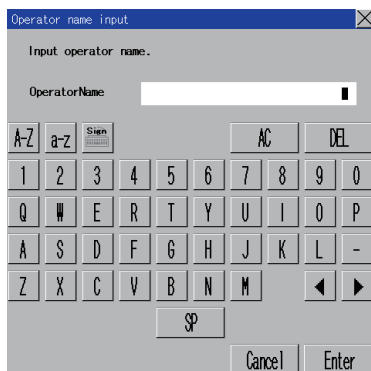 Operator name input
Input operator name.
OperatorName
A-Z a-z Sign AC DEL
1 2 3 4 5 6 7 8 9 0
Q W E R T Y U I O P
A S D F G H J K L -
Z X C V B N M ◀ ▶
SP
Cancel Enter